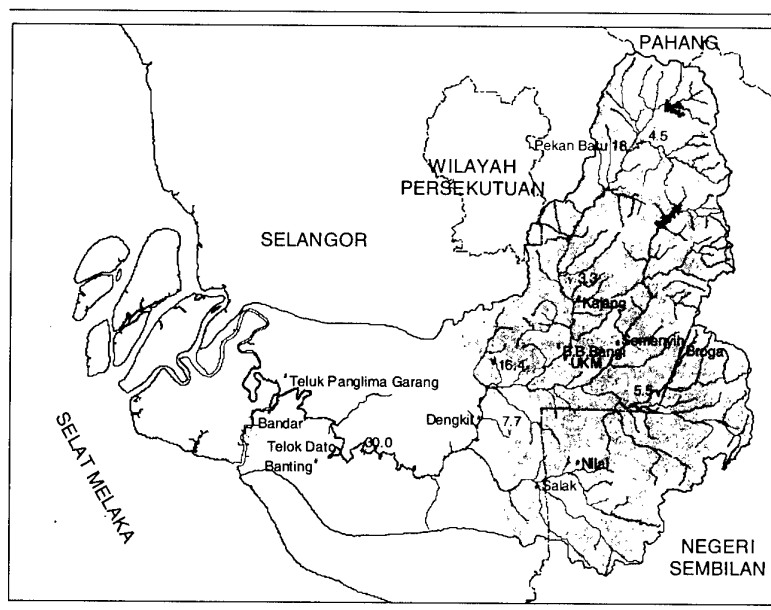 PAHANG
Pekan Batu 18
4.5
WILAYAH
PERSEKUTUAN
SELANGOR
3.3
Kajang
Semenyih
B.B.Bangi
UKM
Broga
16.4
5.5
Teluk Panglima Garang
Bandar
Dengkil
7.7
Telok Dato
30.0
Banting
Nilai
Salak
SELAT MELAKA
NEGERI
SEMBILAN